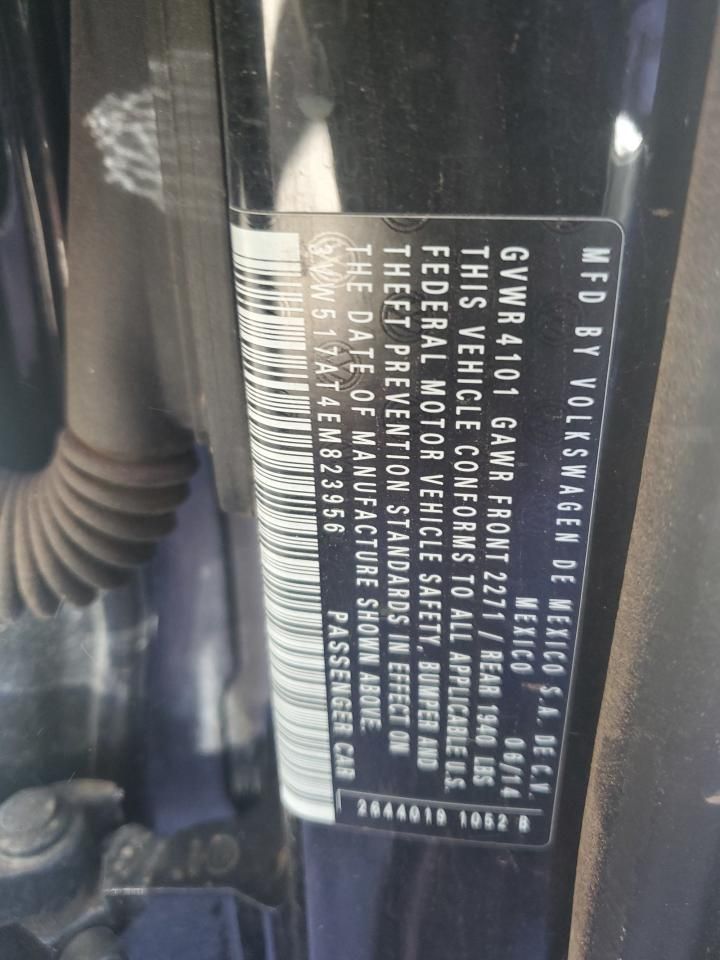 MFD BY VOLKSWAGEN DE MEXICO S.A. DE C.V.
MEXICO 06/14
GVWR 4101 GAWR FRONT 2271 / REAR 1940 LBS
THIS VEHICLE CONFORMS TO ALL APPLICABLE U.S.
FEDERAL MOTOR VEHICLE SAFETY, BUMPER AND
THEFT PREVENTION STANDARDS IN EFFECT ON
THE DATE OF MANUFACTURE SHOWN ABOVE
3VW517AT4EM823956 PASSENGER CAR
2844019 1052 B